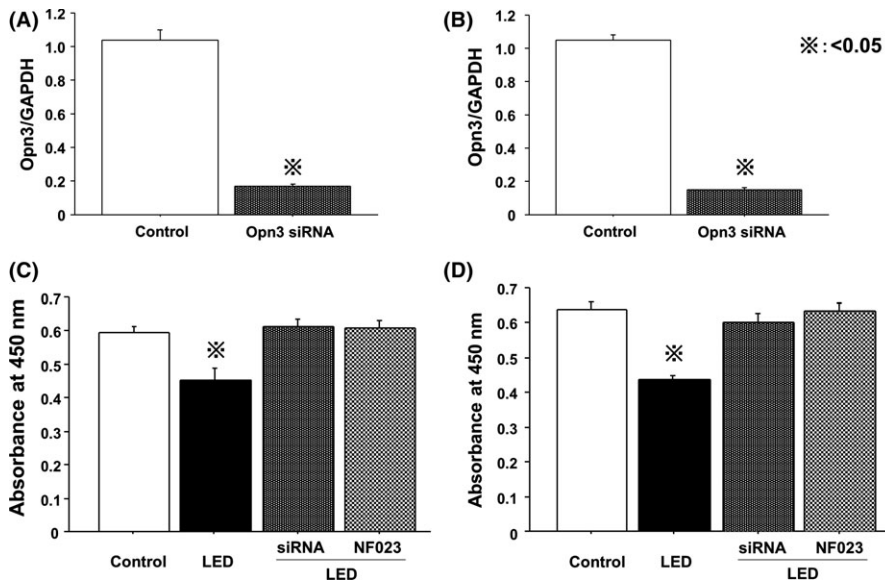 (A)
Opn3/GAPDH
1.2
1.0
0.8
0.6
0.4
0.2
0
※
Control
Opn3 siRNA
(B)
Opn3/GAPDH
1.2
1.0
0.8
0.6
0.4
0.2
0
※
※: <0.05
Control
Opn3 siRNA
(C)
Absorbance at 450 nm
0.7
0.6
0.5
0.4
0.3
0.2
0.1
0
※
Control
LED
siRNA
NF023
LED
(D)
Absorbance at 450 nm
0.7
0.6
0.5
0.4
0.3
0.2
0.1
0
※
Control
LED
siRNA
NF023
LED